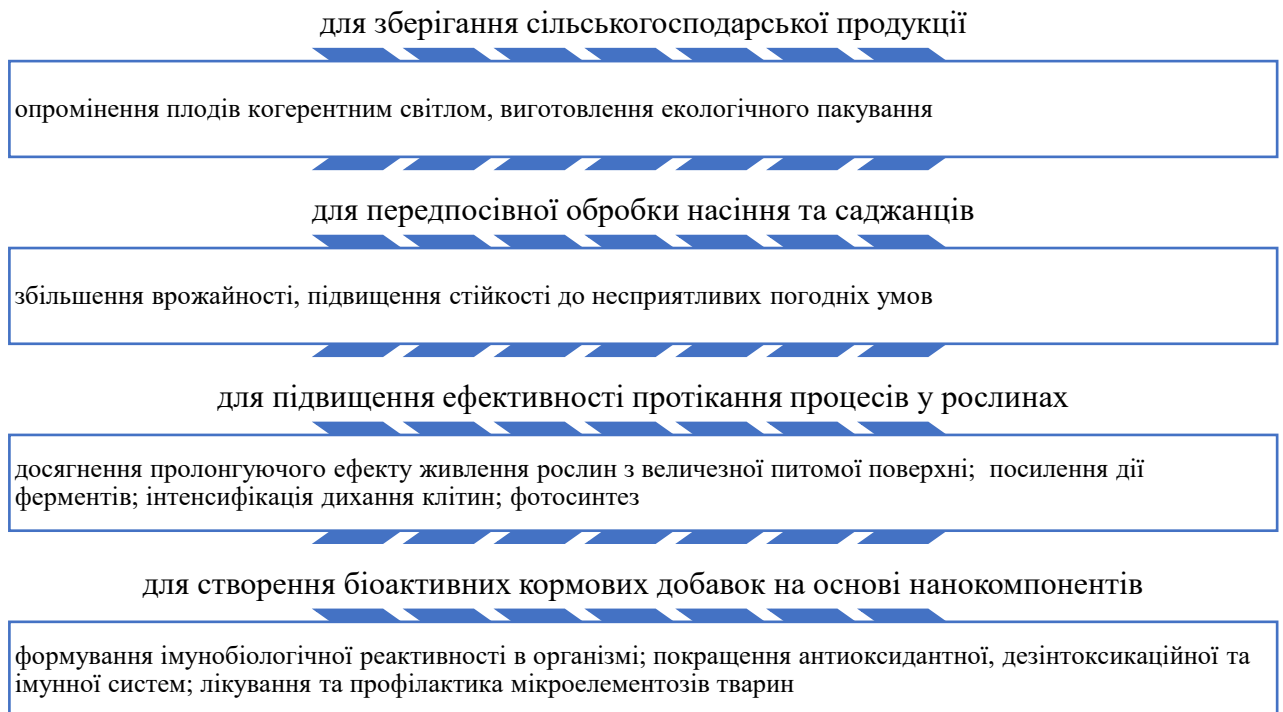 для зберігання сільськогосподарської продукції
опромінення плодів когерентним світлом, виготовлення екологічного пакування
для передпосівної обробки насіння та саджанців
збільшення врожайності, підвищення стійкості до несприятливих погодніх умов
для підвищення ефективності протікання процесів у рослинах
досягнення пролонгуючого ефекту живлення рослин з величезної питомої поверхні; посилення дії
ферментів; інтенсифікація дихання клітин; фотосинтез
для створення біоактивних кормових добавок на основі нанокомпонентів
формування імунобіологічної реактивності в організмі; покращення антиоксидантної, дезінтоксикаційної та
імунної систем; лікування та профілактика мікроелементозів тварин